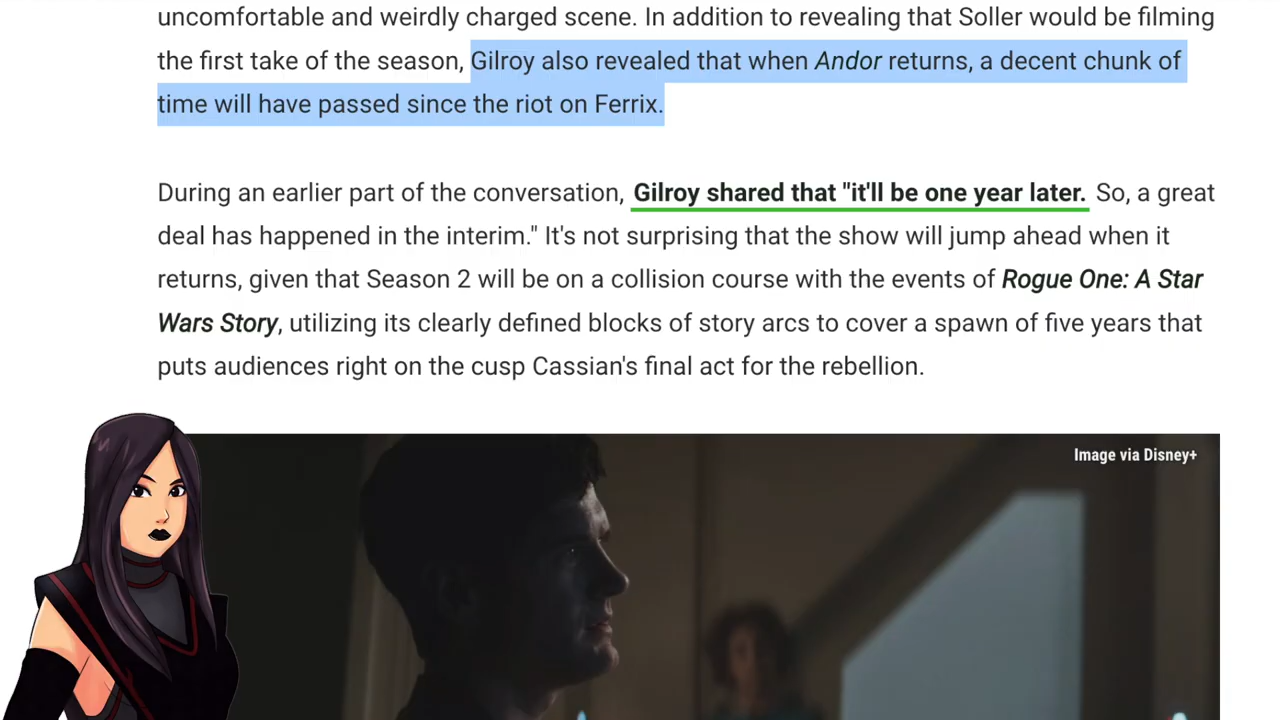 uncomfortable and weirdly charged scene. In addition to revealing that Soller would be filming
the first take of the season, Gilroy also revealed that when Andor returns, a decent chunk of
time will have passed since the riot on Ferrix.
During an earlier part of the conversation, Gilroy shared that "it'll be one year later. So, a great
deal has happened in the interim." It's not surprising that the show will jump ahead when it
returns, given that Season 2 will be on a collision course with the events of Rogue One: A Star
Wars Story, utilizing its clearly defined blocks of story arcs to cover a spawn of five years that
puts audiences right on the cusp Cassian's final act for the rebellion.
Image via Disney+